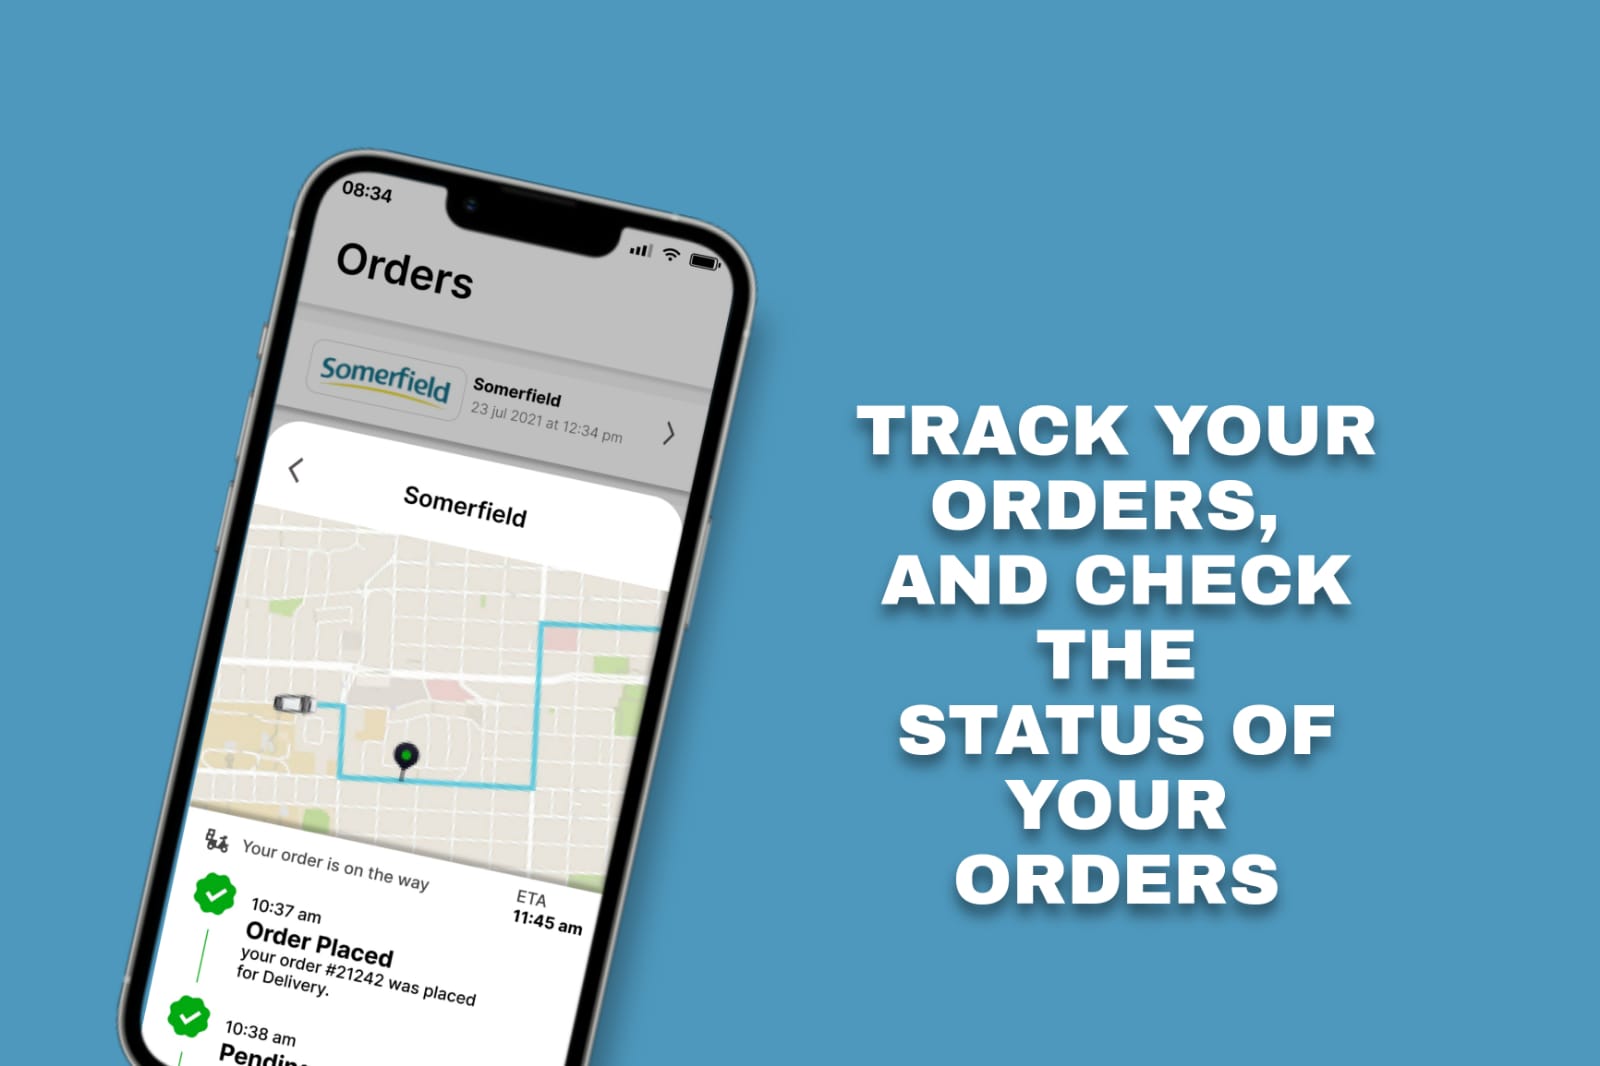 08:34
Orders
Somerfield
Somerfield
23 jul 2021 at 12:34 pm
Somerfield
Your order is on the way
ETA
11:45 am
10:37 am
Order Placed
your order #21242 was placed
for Delivery.
10:38 am
TRACK YOUR
ORDERS,
AND CHECK
THE
STATUS OF
YOUR
ORDERS